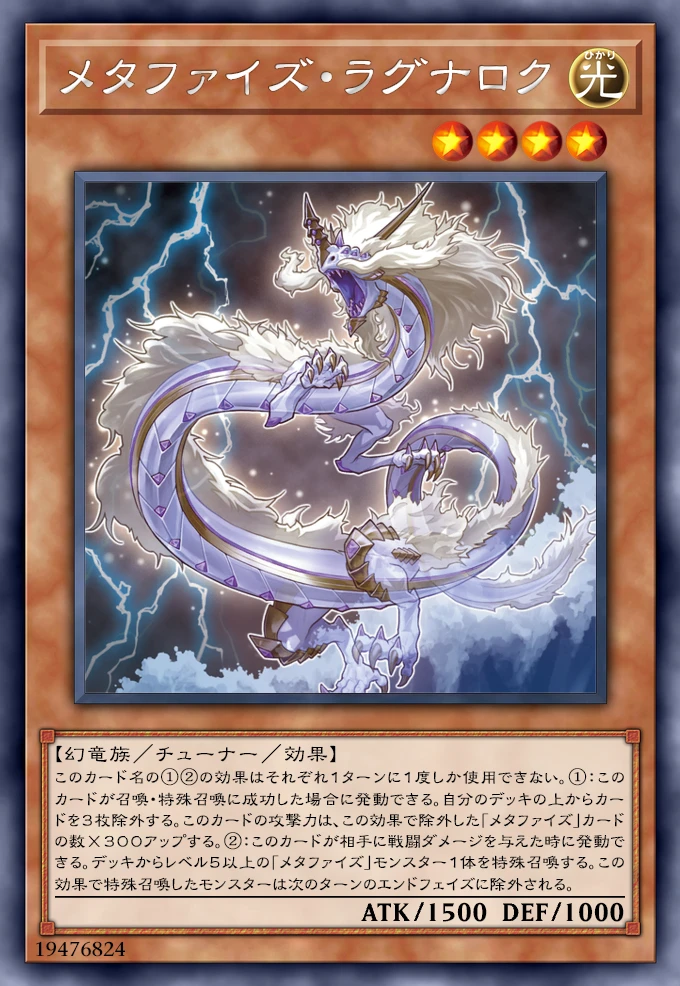 メタファイズ・ラグナロク
ひかり
光
【幻竜族／チューナー／効果】
このカード名の①②の効果はそれぞれ1ターンに1度しか使用できない。①：この
カードが召喚・特殊召喚に成功した場合に発動できる。自分のデッキの上からカー
ドを3枚除外する。このカードの攻撃力は、この効果で除外した「メタファイズ」カード
の数×300アップする。②：このカードが相手に戦闘ダメージを与えた時に発動で
きる。デッキからレベル5以上の「メタファイズ」モンスター1体を特殊召喚する。この
効果で特殊召喚したモンスターは次のターンのエンドフェイズに除外される。
ATK/1500 DEF/1000
19476824